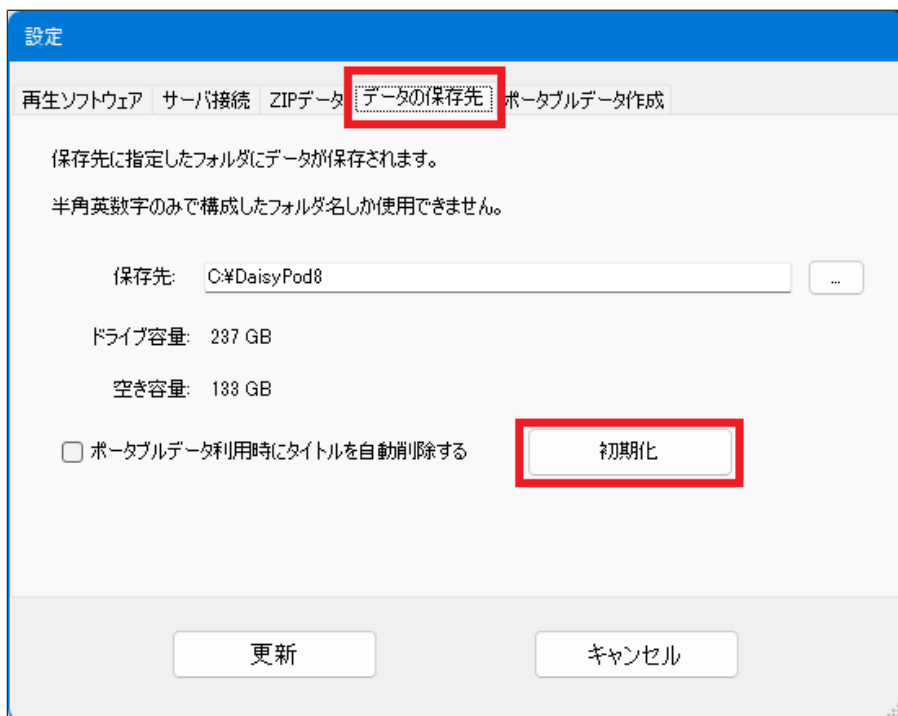 設定
再生ソフトウェア サーバ接続 ZIPデータ データの保存先 ポータブルデータ作成
保存先に指定したフォルダにデータが保存されます。
半角英数字のみで構成したフォルダ名しか使用できません。
保存先: C:¥DaisyPod8 ...
ドライブ容量: 237 GB
空き容量: 133 GB
ポータブルデータ利用時にタイトルを自動削除する 初期化
更新 キャンセル